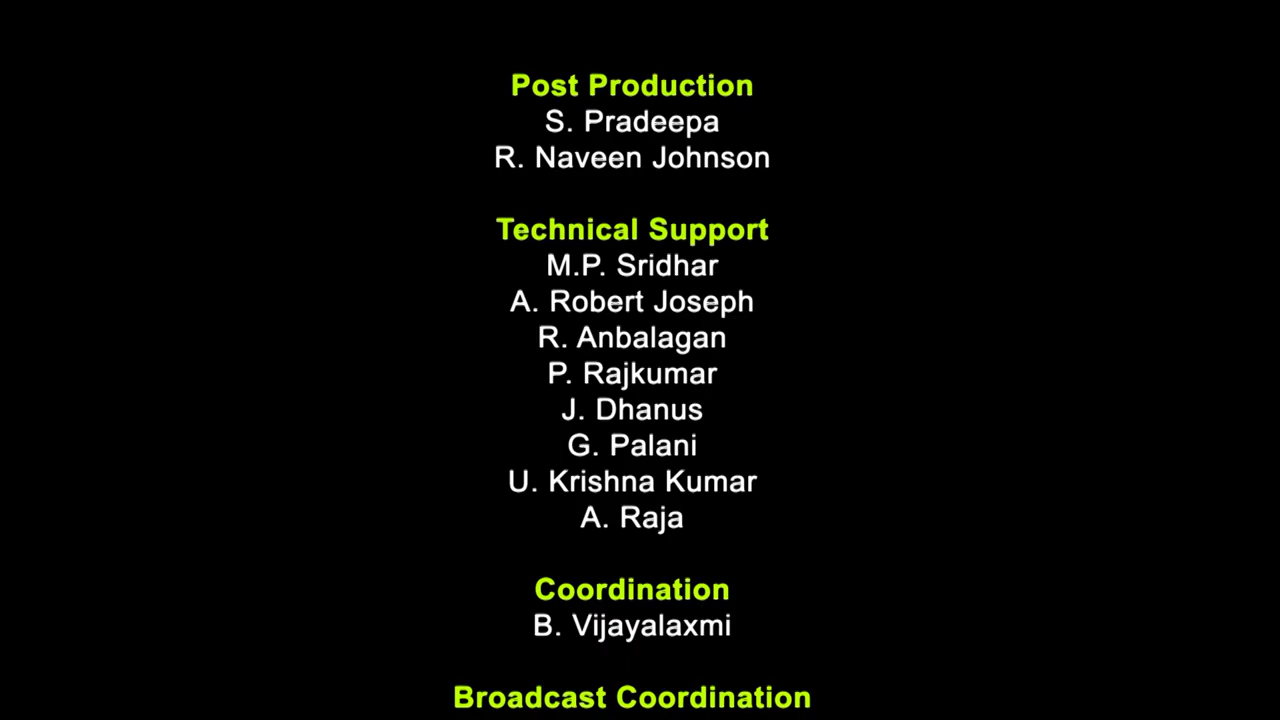 Post Production
S. Pradeepa
R. Naveen Johnson
Technical Support
M.P. Sridhar
A. Robert Joseph
R. Anbalagan
P. Rajkumar
J. Dhanus
G. Palani
U. Krishna Kumar
A. Raja
Coordination
B. Vijayalaxmi
Broadcast Coordination